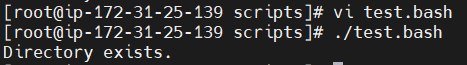 [root@ip-172-31-25-139 scripts]# vi test.bash
[root@ip-172-31-25-139 scripts]# ./test.bash
Directory exists.